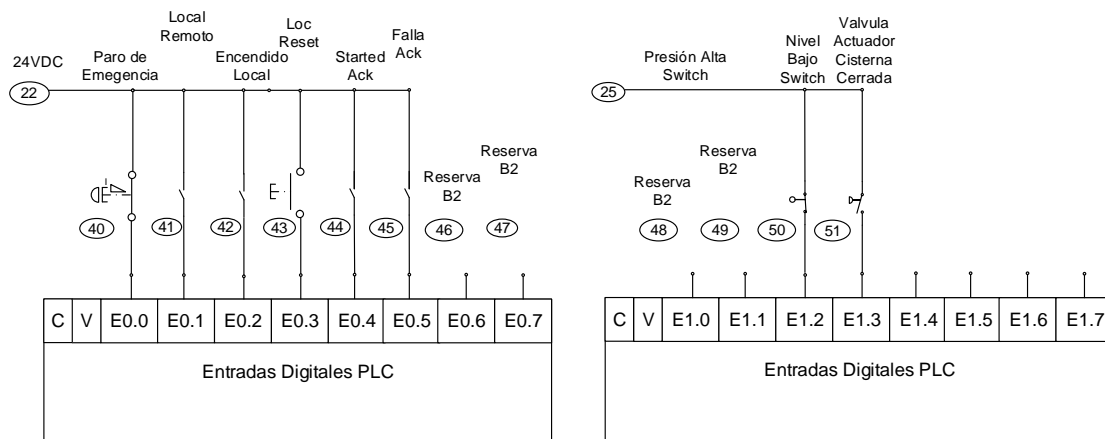 Local
Remoto
Loc
Reset
Falla
Ack
24VDC
Paro de
Emegencia
Encendido
Local
Started
Ack
22
Reserva
B2
Reserva
B2
40
41
42
43
44
45
46
47
C V E0.0 E0.1 E0.2 E0.3 E0.4 E0.5 E0.6 E0.7
Entradas Digitales PLC
Valvula
Actuador
Cisterna
Cerrada
Nivel
Bajo
Switch
Presión Alta
Switch
25
Reserva
B2
Reserva
B2
48
49
50
51
C V E1.0 E1.1 E1.2 E1.3 E1.4 E1.5 E1.6 E1.7
Entradas Digitales PLC